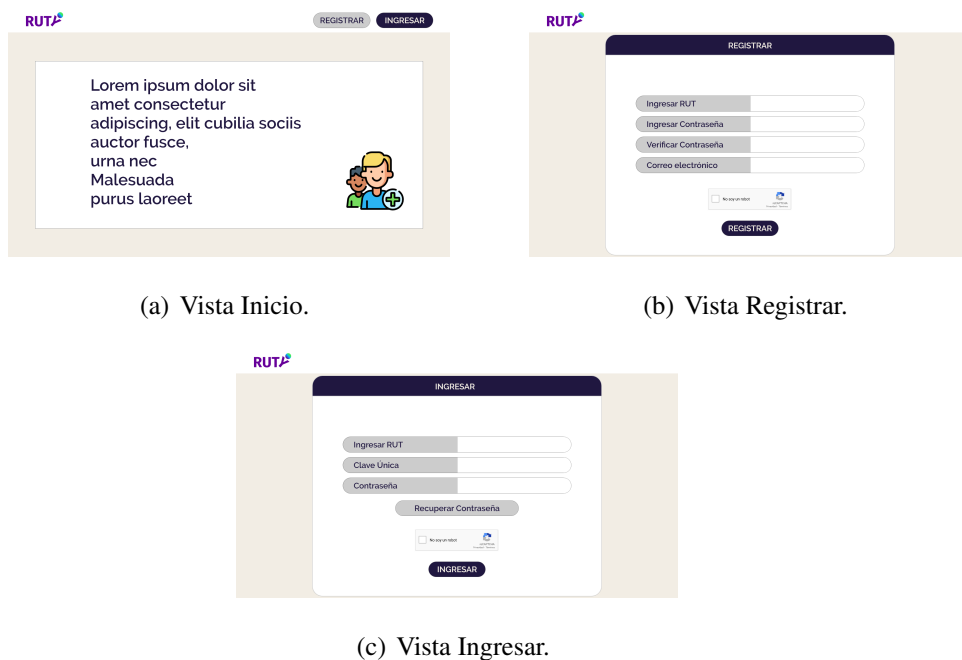 RUTA
REGISTRAR
INGRESAR
Lorem ipsum dolor sit
amet consectetur
adipiscing, elit cubilia sociis
auctor fusce,
urna nec
Malesuada
purus laoreet
(a) Vista Inicio.
RUTA
REGISTRAR
Ingresar RUT
Ingresar Contraseña
Verificar Contraseña
Correo electrónico
No soy un robot
REGISTRAR
(b) Vista Registrar.
RUTA
INGRESAR
Ingresar RUT
Clave Única
Contraseña
Recuperar Contraseña
No soy un robot
INGRESAR
(c) Vista Ingresar.